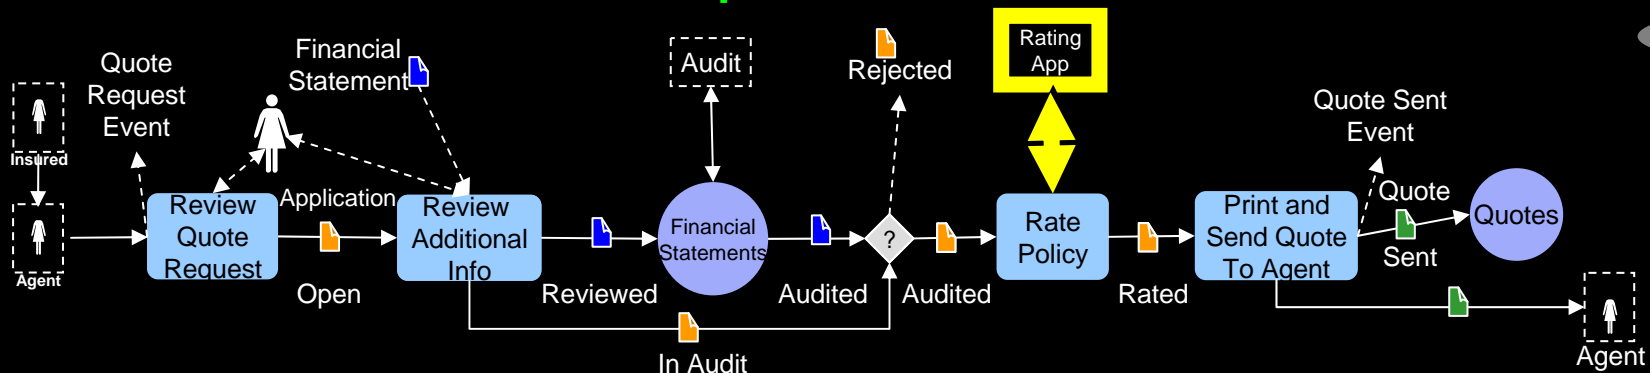 Quote
Request
Event
Financial
Statement
Audit
Rejected
Rating
App
Quote Sent
Event
Insured
Application
Review
Quote
Request
Review
Additional
Info
Financial
Statements
?
Rate
Policy
Print and
Send Quote
To Agent
Quote
Sent
Quotes
Agent
Open
Reviewed
Audited
Audited
Rated
In Audit
Agent